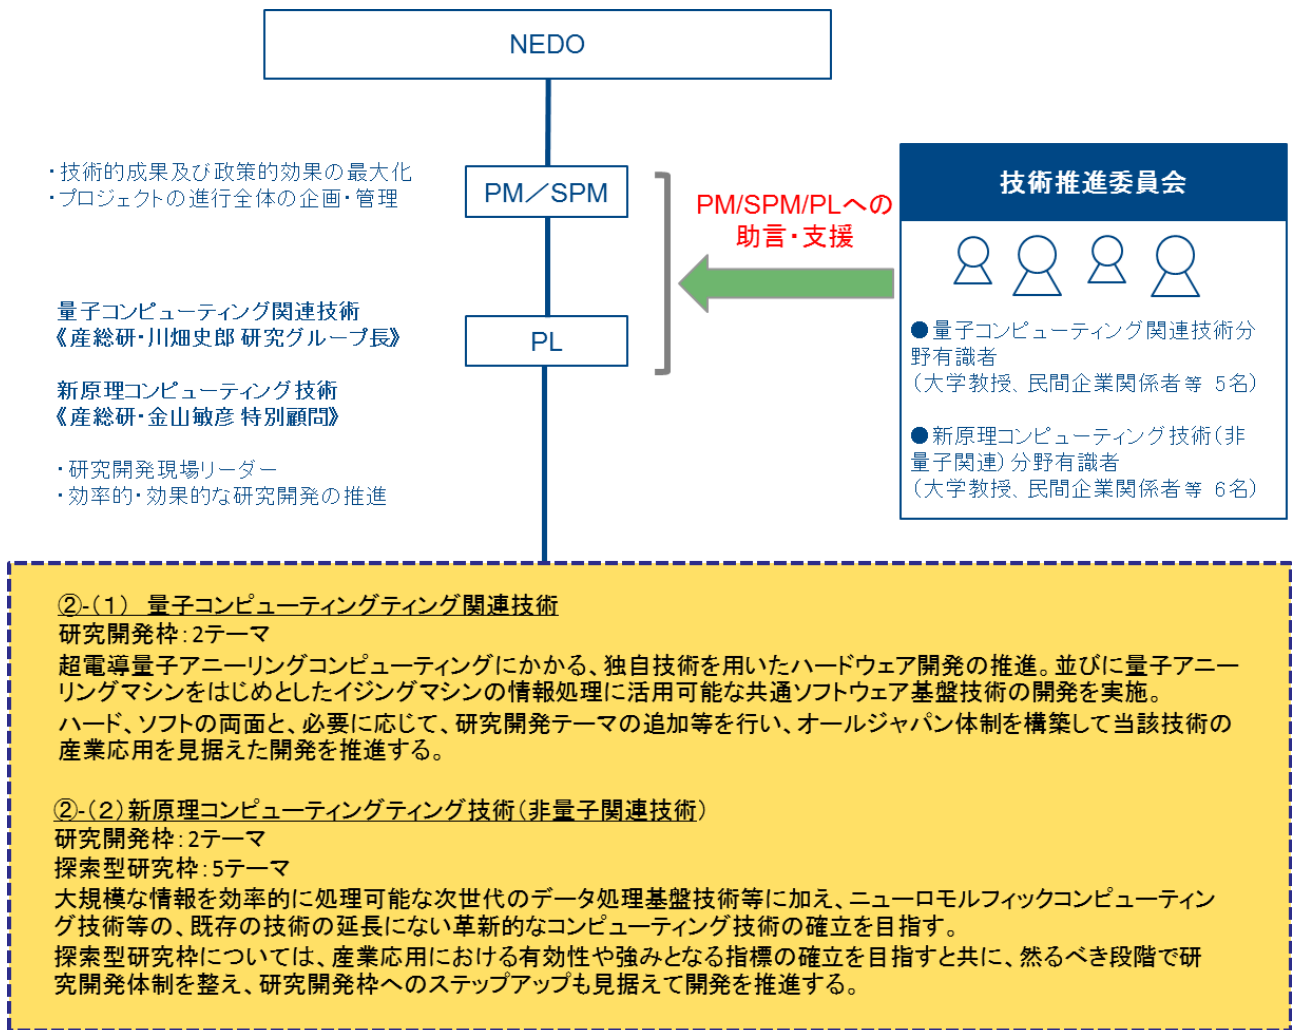 NEDO
・技術的成果及び政策的効果の最大化
・プロジェクトの進行全体の企画・管理
PM／SPM
PM/SPM/PLへの
助言・支援
技術推進委員会
量子コンピューティング関連技術
《産総研・川畑史郎 研究グループ長》
PL
新原理コンピューティング技術
《産総研・金山敏彦 特別顧問》
・研究開発現場リーダー
・効率的・効果的な研究開発の推進
●量子コンピューティング関連技術分
野有識者
（大学教授、民間企業関係者等 5名）
●新原理コンピューティング技術（非
量子関連）分野有識者
（大学教授、民間企業関係者等 6名）
②-（１） 量子コンピューティングティング関連技術
研究開発枠：2テーマ
超電導量子アニーリングコンピューティングにかかる、独自技術を用いたハードウェア開発の推進。並びに量子アニー
リングマシンをはじめとしたイジングマシンの情報処理に活用可能な共通ソフトウェア基盤技術の開発を実施。
ハード、ソフトの両面と、必要に応じて、研究開発テーマの追加等を行い、オールジャパン体制を構築して当該技術の
産業応用を見据えた開発を推進する。
②-（２）新原理コンピューティングティング技術（非量子関連技術）
研究開発枠：2テーマ
探索型研究枠：5テーマ
大規模な情報を効率的に処理可能な次世代のデータ処理基盤技術等に加え、ニューロモルフィックコンピューティン
グ技術等の、既存の技術の延長にない革新的なコンピューティング技術の確立を目指す。
探索型研究枠については、産業応用における有効性や強みとなる指標の確立を目指すと共に、然るべき段階で研
究開発体制を整え、研究開発枠へのステップアップも見据えて開発を推進する。